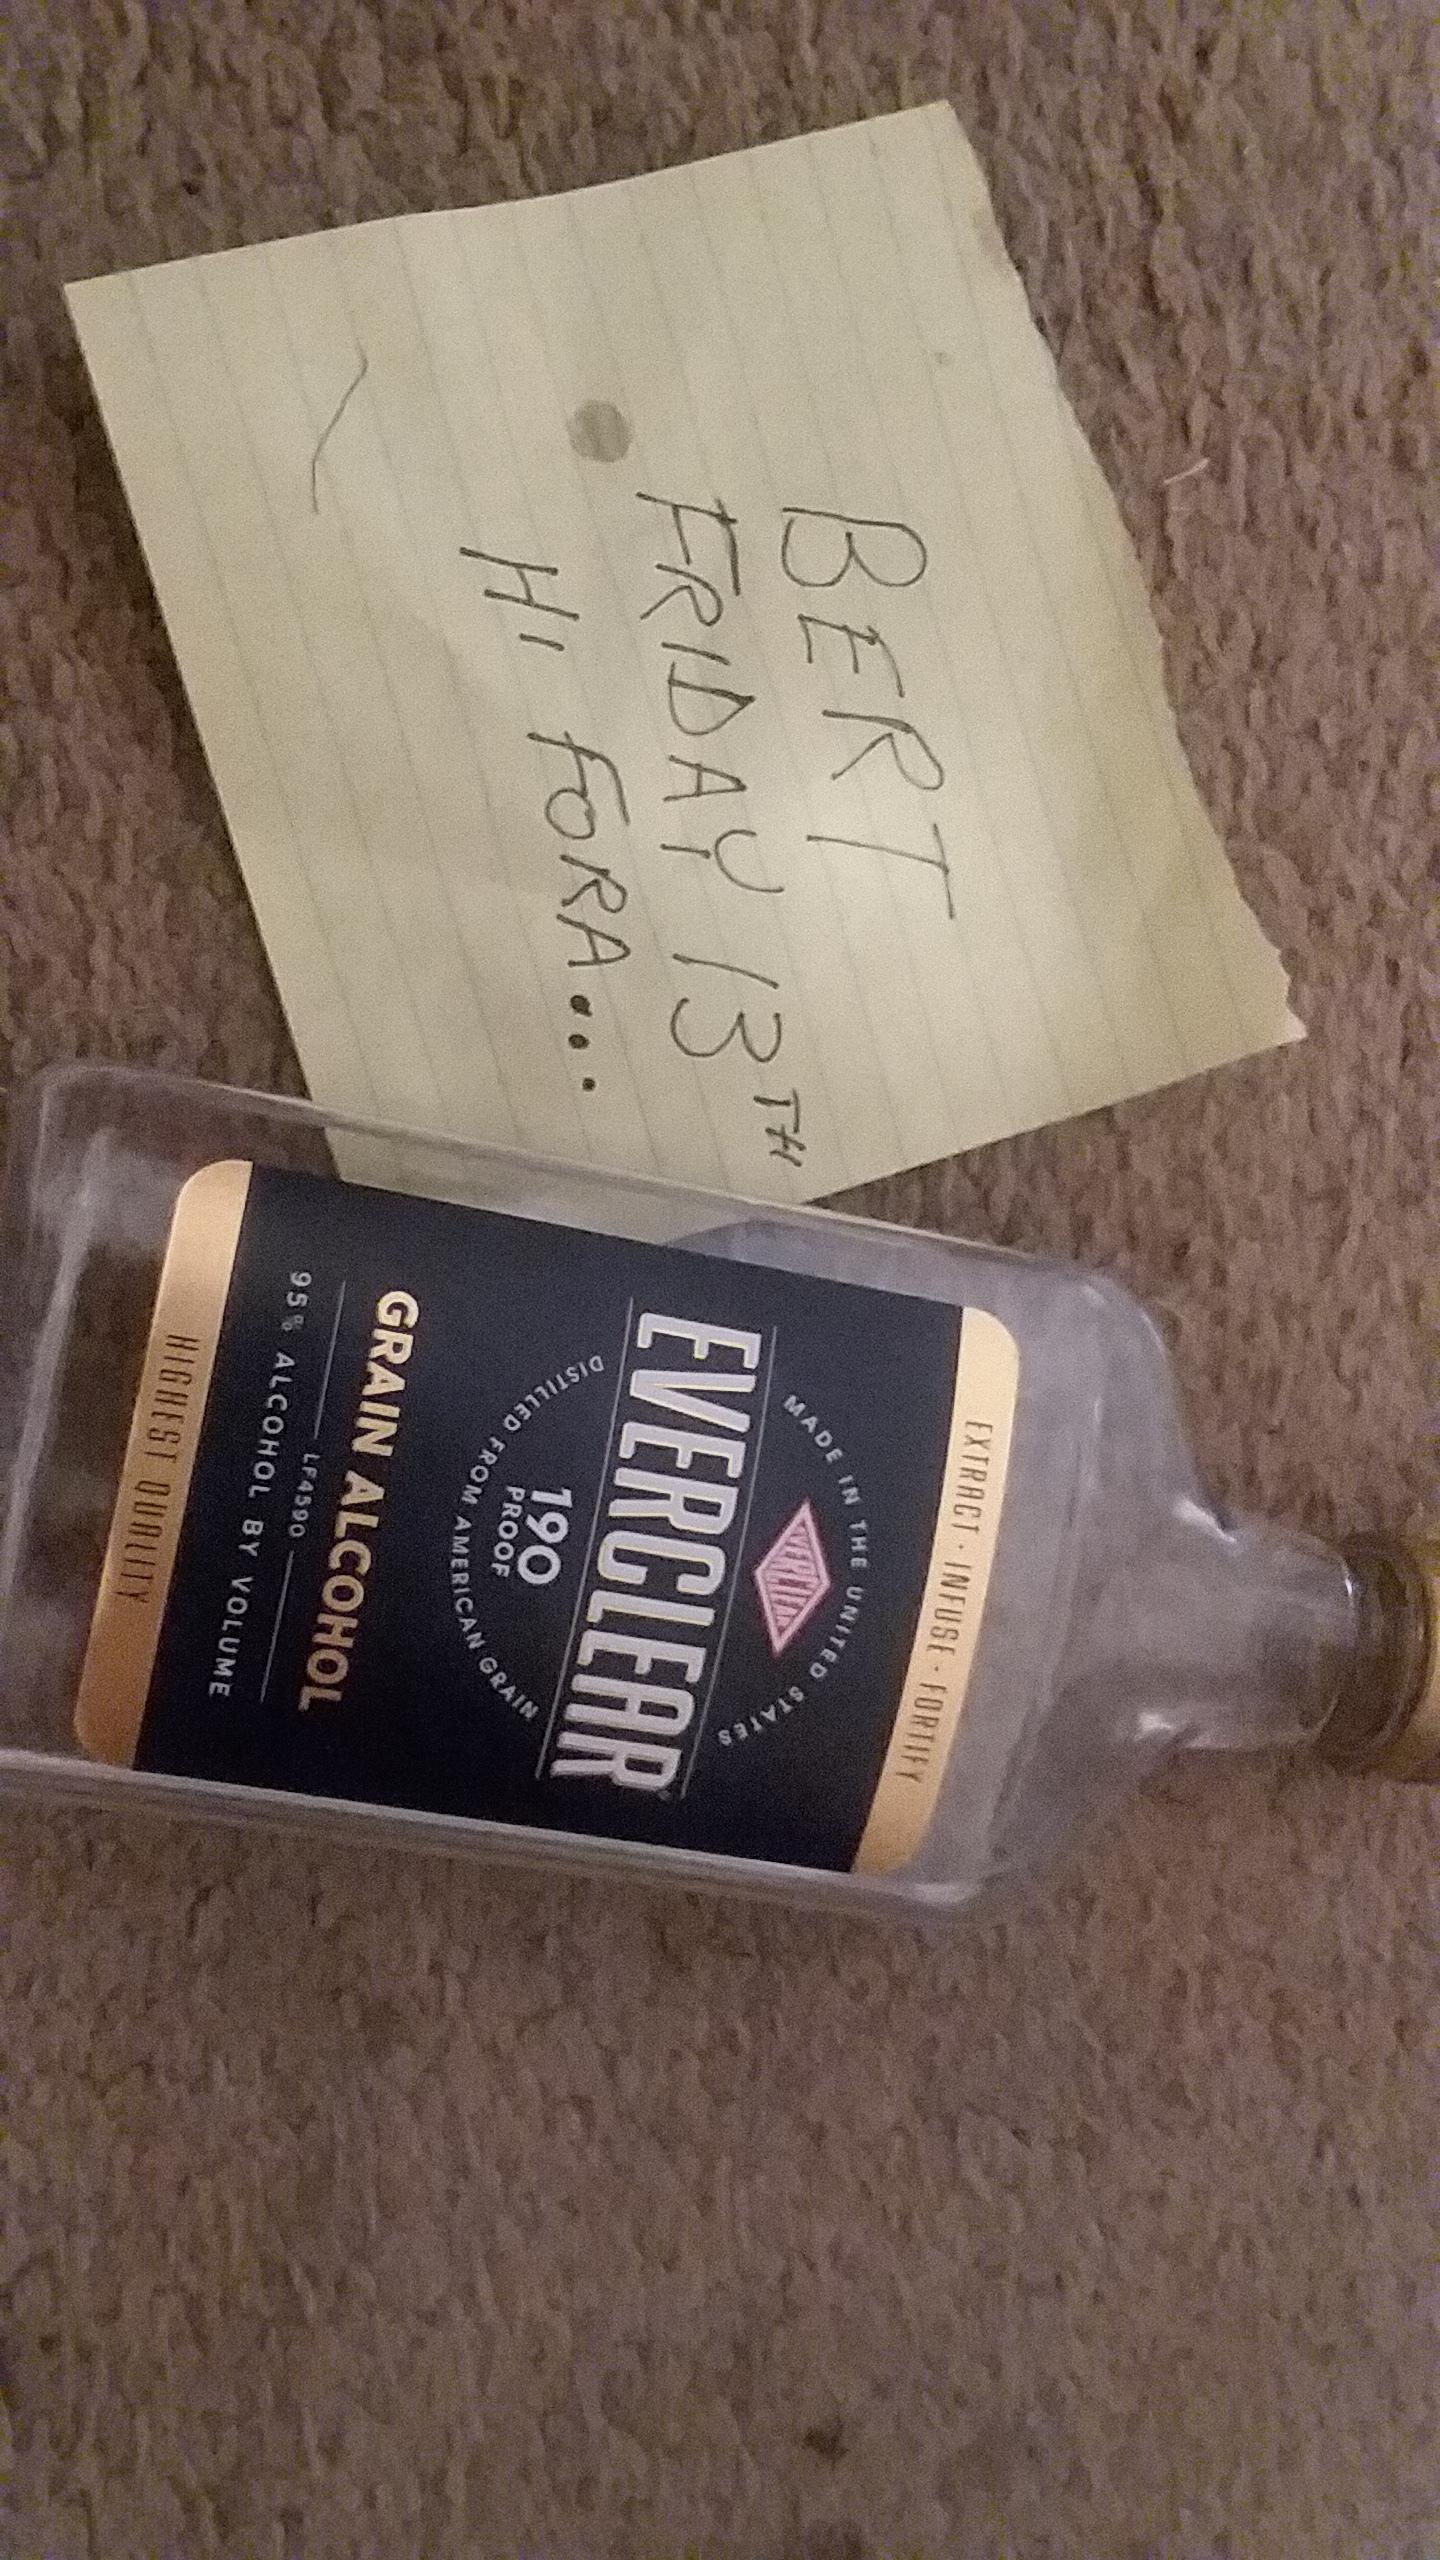 BERT
FRIDAY 13TH
HI FORA...
EXTRACT · INFUSE · FORTIFY
MADE IN THE UNITED STATES
EVERCLEAR
EVERCLEAR
190
PROOF
DISTILLED FROM AMERICAN GRAIN
GRAIN ALCOHOL
LF4590
95% ALCOHOL BY VOLUME
HIGHEST QUALITY